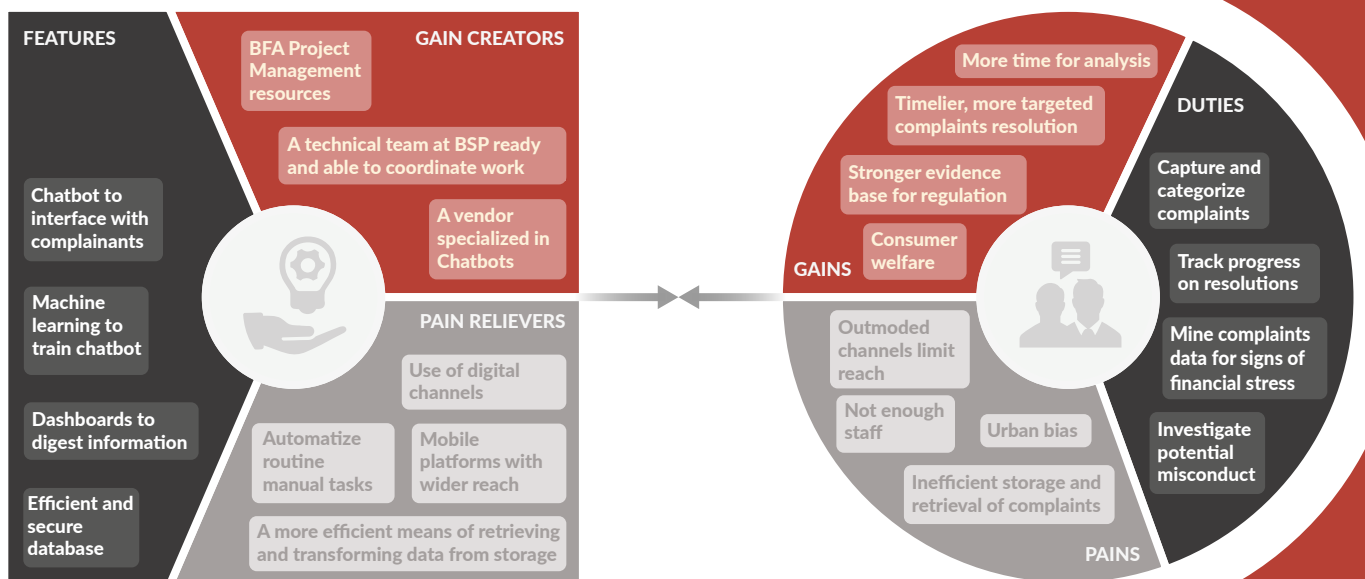 FEATURES
Chatbot to
interface with
complainants
Machine
learning to
train chatbot
Dashboards to
digest information
Efficient and
secure
database
GAIN CREATORS
BFA Project
Management
resources
A technical team at BSP ready
and able to coordinate work
A vendor
specialized in
Chatbots
PAIN RELIEVERS
Use of digital
channels
Automatize
routine
manual tasks
Mobile
platforms with
wider reach
A more efficient means of retrieving
and transforming data from storage
GAINS
More time for analysis
Timelier, more targeted
complaints resolution
Stronger evidence
base for regulation
Consumer
welfare
DUTIES
Capture and
categorize
complaints
Track progress
on resolutions
Mine complaints
data for signs of
financial stress
Investigate
potential
misconduct
Outmoded
channels limit
reach
Not enough
staff
Urban bias
Inefficient storage and
retrieval of complaints
PAINS